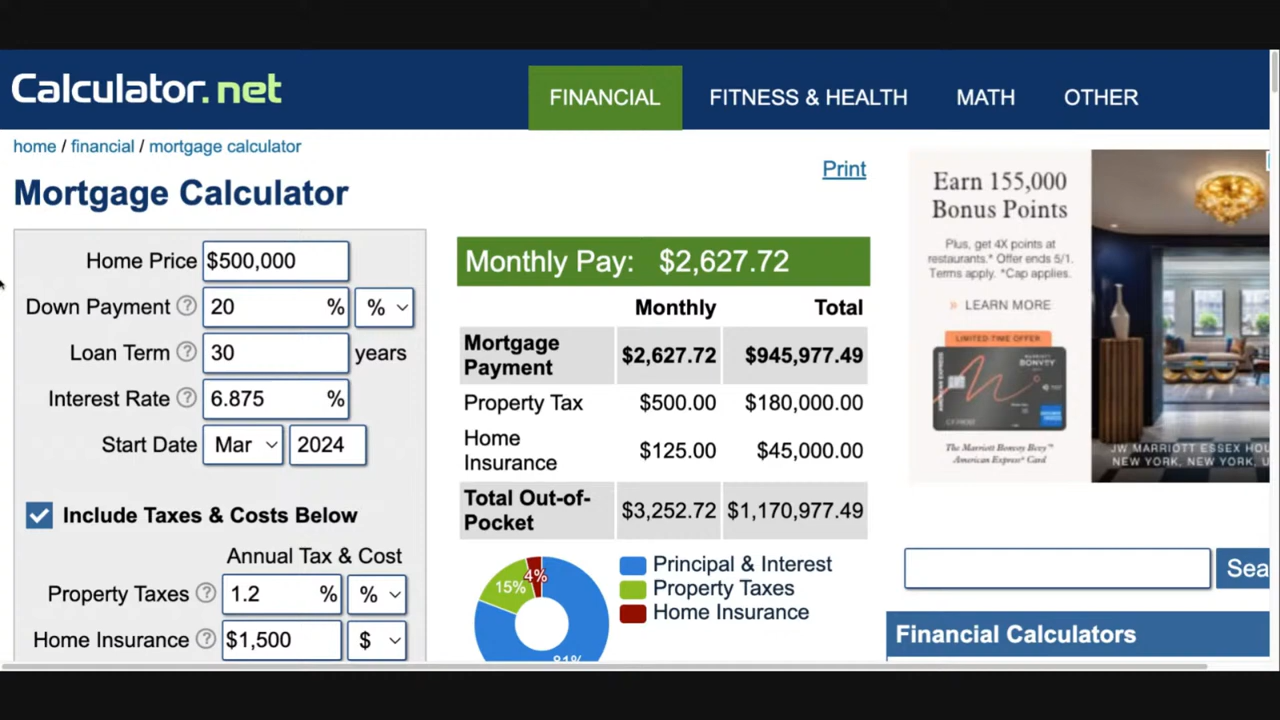 Calculator.net
FINANCIAL
FITNESS & HEALTH
MATH
OTHER
home / financial / mortgage calculator
Print
Mortgage Calculator
Home Price $500,000
Down Payment ? 20 % %
Loan Term ? 30 years
Interest Rate ? 6.875 %
Start Date Mar 2024
Include Taxes & Costs Below
Annual Tax & Cost
Property Taxes ? 1.2 % %
Home Insurance ? $1,500 $
Monthly Pay: $2,627.72
Monthly Total
Mortgage
Payment $2,627.72 $945,977.49
Property Tax $500.00 $180,000.00
Home
Insurance $125.00 $45,000.00
Total Out-of-
Pocket $3,252.72 $1,170,977.49
15%
4%
81%
Principal & Interest
Property Taxes
Home Insurance
Earn 155,000
Bonus Points
Plus, get 4X points at
restaurants.* Offer ends 5/1.
Terms apply. *Cap applies.
» LEARN MORE
LIMITED-TIME OFFER
MARRIOTT
BONVOY
The Marriott Bonvoy Bevy™
American Express® Card
JW MARRIOTT ESSEX HO
NEW YORK, NEW YORK, U
Sea
Financial Calculators